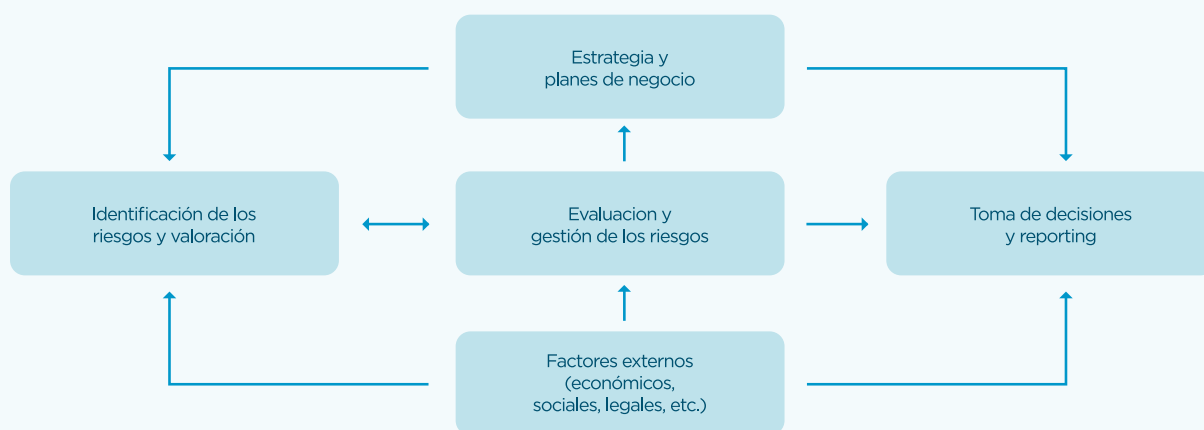 Estrategia y
planes de negocio
Identificación de los
riesgos y valoración
Evaluacion y
gestión de los riesgos
Toma de decisiones
y reporting
Factores externos
(económicos,
sociales, legales, etc.)